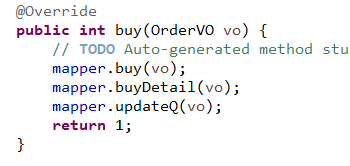 @Override
public int buy(OrderVO vo) {
// TODO Auto-generated method stu
mapper.buy(vo);
mapper.buyDetail(vo);
mapper.updateQ(vo);
return 1;
}